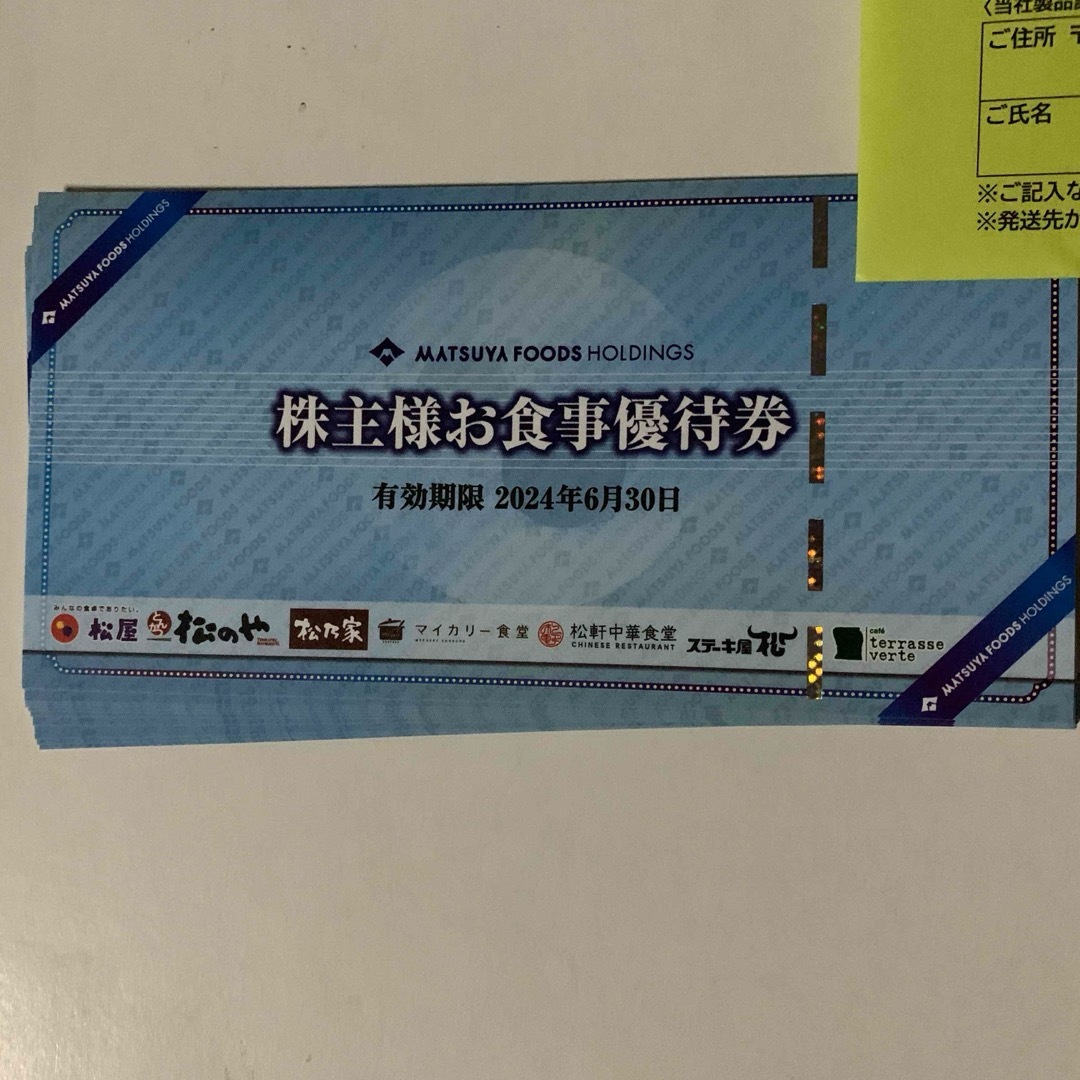 〈当社製品
ご住所 〒
ご氏名
※ご記入な
※発送先か
MATSUYA FOODS HOLDINGS
MATSUYA FOODS HOLDINGS
株主様お食事優待券
有効期限 2024年6月30日
みんなの食卓でありたい。
松屋
とんかつ
松のや
松乃家
マイカリー食堂
松軒中華食堂
CHINESE RESTAURANT
ステーキ屋松
café
terrasse
verte
MATSUYA FOODS HOLDINGS